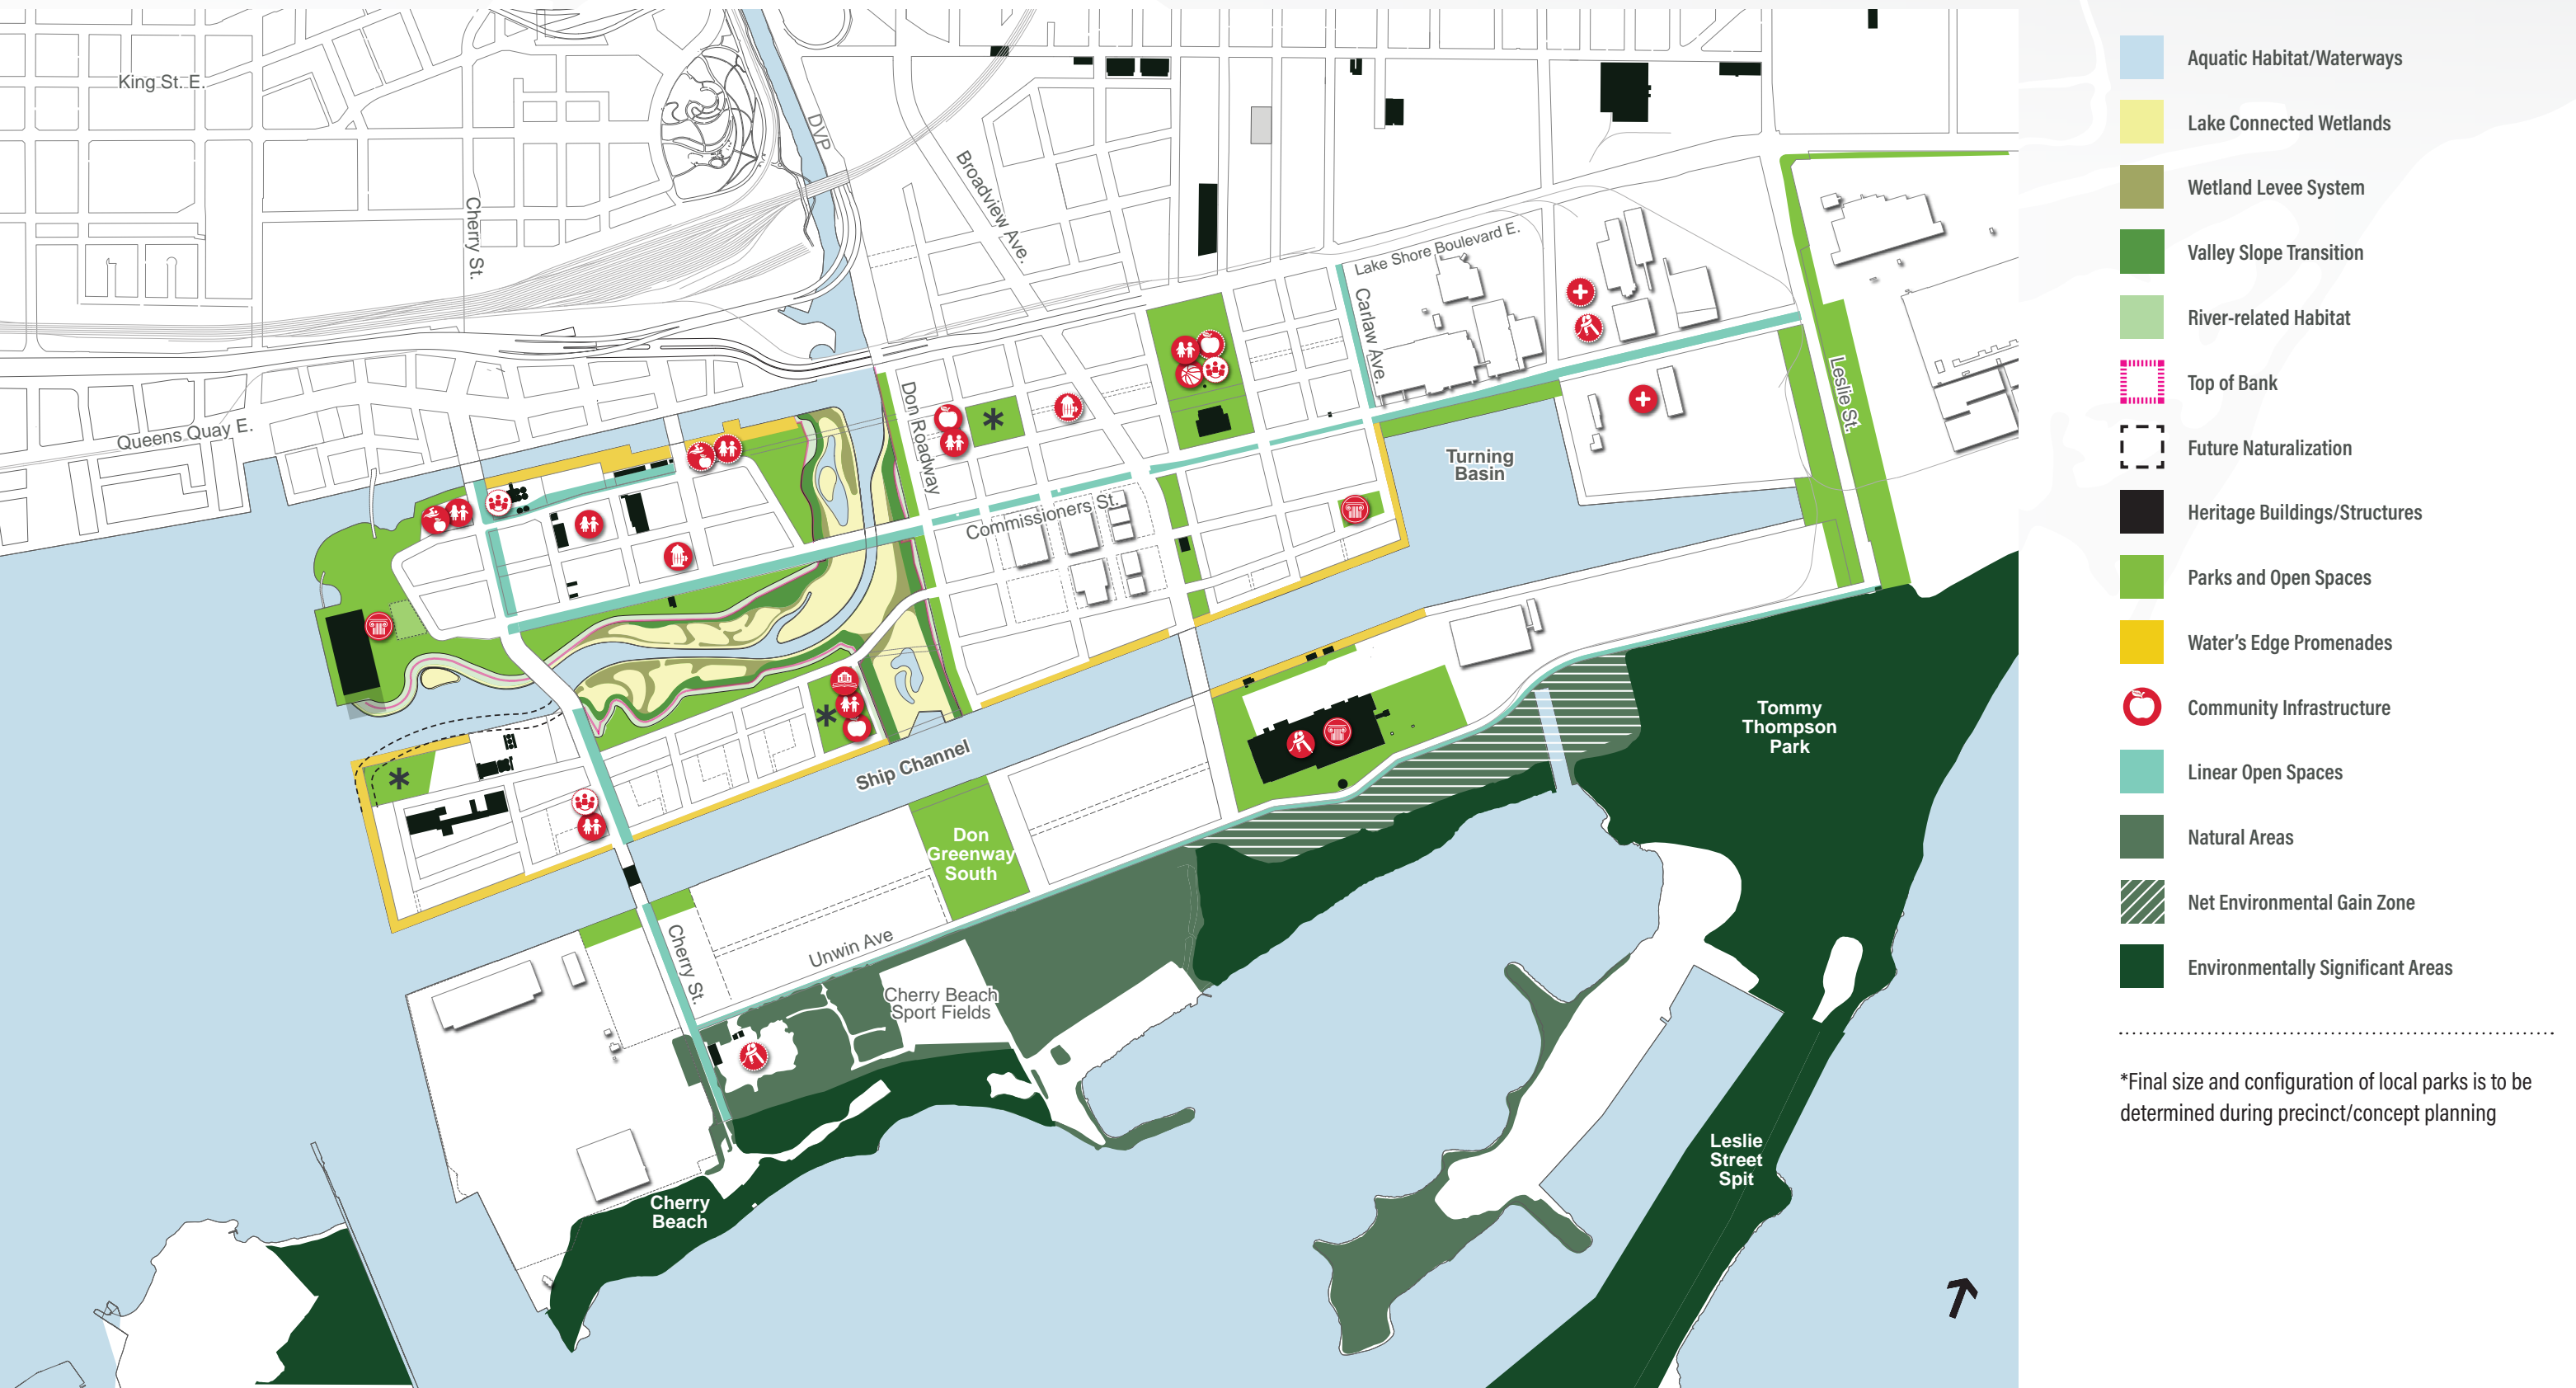 King St. E.
DVP
Cherry St.
Broadview Ave.
Lake Shore Boulevard E.
Carlaw Ave.
Leslie St.
Queens Quay E.
Don Roadway
*
Turning
Basin
Commissioners St.
*
*
Ship Channel
Tommy
Thompson
Park
Don
Greenway
South
Cherry St.
Unwin Ave
Cherry Beach
Sport Fields
Cherry
Beach
Leslie
Street
Spit
Aquatic Habitat/Waterways
Lake Connected Wetlands
Wetland Levee System
Valley Slope Transition
River-related Habitat
Top of Bank
Future Naturalization
Heritage Buildings/Structures
Parks and Open Spaces
Water's Edge Promenades
Community Infrastructure
Linear Open Spaces
Natural Areas
Net Environmental Gain Zone
Environmentally Significant Areas
*Final size and configuration of local parks is to be
determined during precinct/concept planning